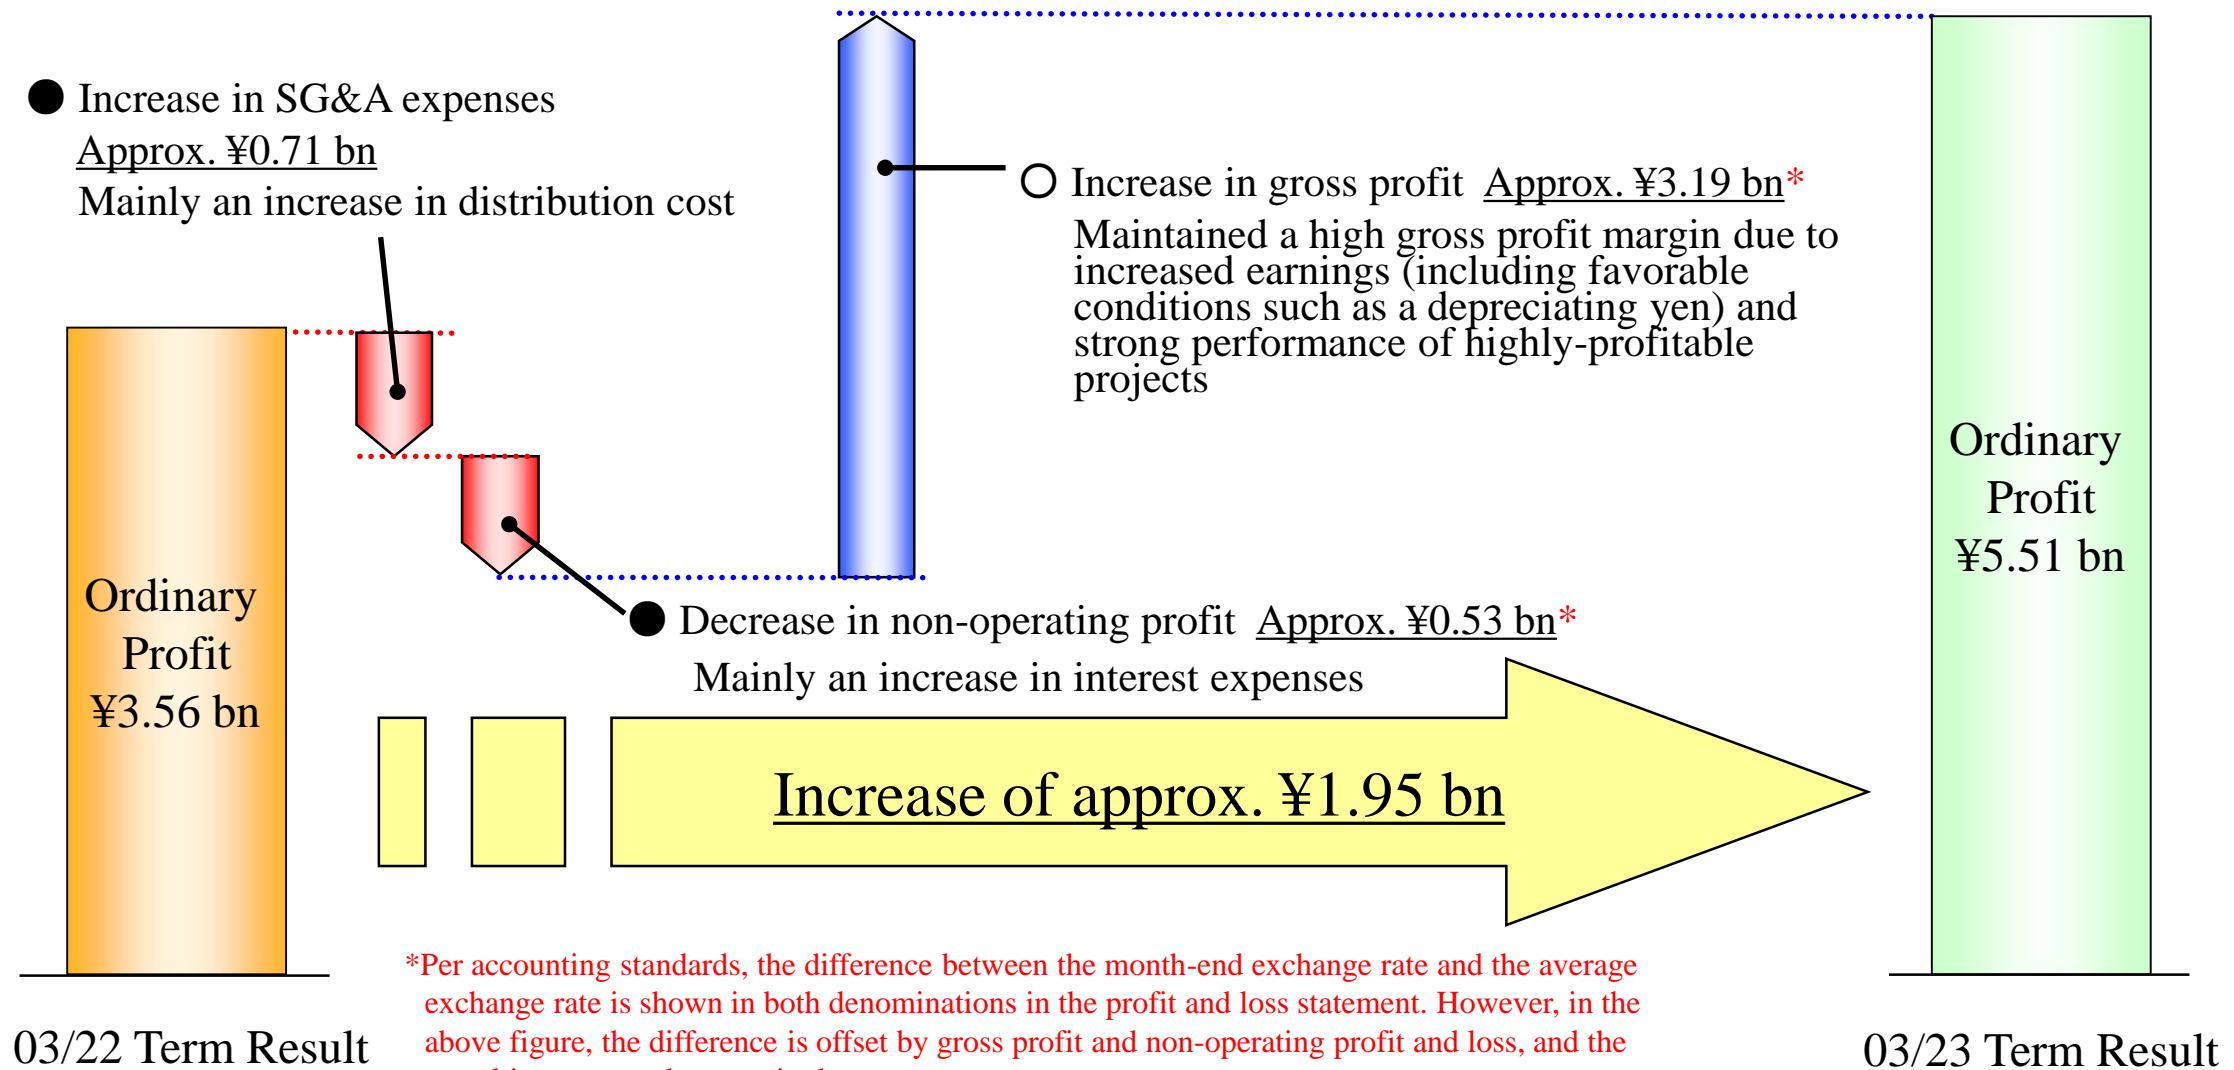 ● Increase in SG&A expenses
Approx. ¥0.71 bn
Mainly an increase in distribution cost
○ Increase in gross profit Approx. ¥3.19 bn*
Maintained a high gross profit margin due to
increased earnings (including favorable
conditions such as a depreciating yen) and
strong performance of highly-profitable
projects
Ordinary
Profit
¥3.56 bn
● Decrease in non-operating profit Approx. ¥0.53 bn*
Mainly an increase in interest expenses
Ordinary
Profit
¥5.51 bn
Increase of approx. ¥1.95 bn
*Per accounting standards, the difference between the month-end exchange rate and the average
exchange rate is shown in both denominations in the profit and loss statement. However, in the
above figure, the difference is offset by gross profit and non-operating profit and loss, and the
03/22 Term Result
03/23 Term Result